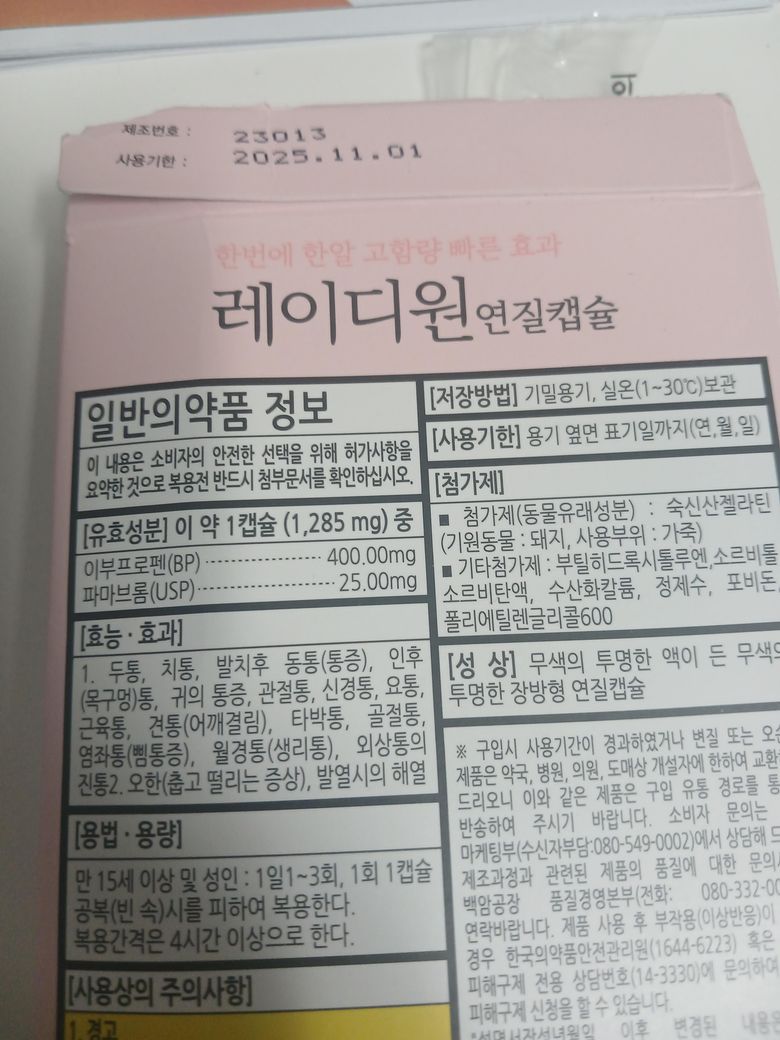 의
제조번호 : 23013
사용기한 : 2025.11.01
한번에 한알 고함량 빠른 효과
레이디원 연질캡슐
일반의약품 정보
이 내용은 소비자의 안전한 선택을 위해 허가사항을
요약한 것으로 복용전 반드시 첨부문서를 확인하십시오.
[유효성분] 이 약 1캡슐 (1,285 mg) 중
이부프로펜(BP) ---------------- 400.00mg
파마브롬(USP)----------------- 25.00mg
[효능·효과]
1. 두통, 치통, 발치후 동통(통증), 인후
(목구멍)통, 귀의 통증, 관절통, 신경통, 요통,
근육통, 견통(어깨결림), 타박통, 골절통,
염좌통(삠통증), 월경통(생리통), 외상통의
진통2. 오한(춥고 떨리는 증상), 발열시의 해열
[용법·용량]
만 15세 이상 및 성인 : 1일1~3회, 1회 1캡슐
공복(빈 속)시를 피하여 복용한다.
복용간격은 4시간 이상으로 한다.
[사용상의 주의사항]
1. 경고
[저장방법] 기밀용기, 실온(1~30℃)보관
[사용기한] 용기 옆면 표기일까지(연,월,일)
[첨가제]
■ 첨가제(동물유래성분) : 숙신산젤라틴
(기원동물 : 돼지, 사용부위 : 가죽)
■ 기타첨가제 : 부틸히드록시톨루엔,소르비톨
소르비탄액, 수산화칼륨, 정제수, 포비돈,
폴리에틸렌글리콜600
[성 상] 무색의 투명한 액이 든 무색의
투명한 장방형 연질캡슐
※ 구입시 사용기간이 경과하였거나 변질 또는 오손
제품은 약국, 병원, 의원, 도매상 개설자에 한하여 교환
드리오니 이와 같은 제품은 구입 유통 경로를 통
반송하여 주시기 바랍니다. 소비자 문의는
마케팅부(수신자부담:080-549-0002)에서 상담해 드
제조과정과 관련된 제품의 품질에 대한 문의
백암공장 품질경영본부(전화: 080-332-00
연락바랍니다. 제품 사용 후 부작용(이상반응)이
경우 한국의약품안전관리원(1644-6223) 혹은
피해구제 전용 상담번호(14-3330)에 문의하여
피해구제 신청을 할 수 있습니다.
*설명서작성년월일 이후 변경된 내용은